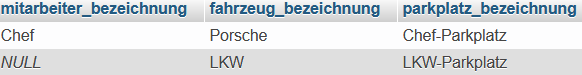 mitarbeiter_bezeichnung fahrzeug_bezeichnung parkplatz_bezeichnung
Chef Porsche Chef-Parkplatz
NULL LKW LKW-Parkplatz